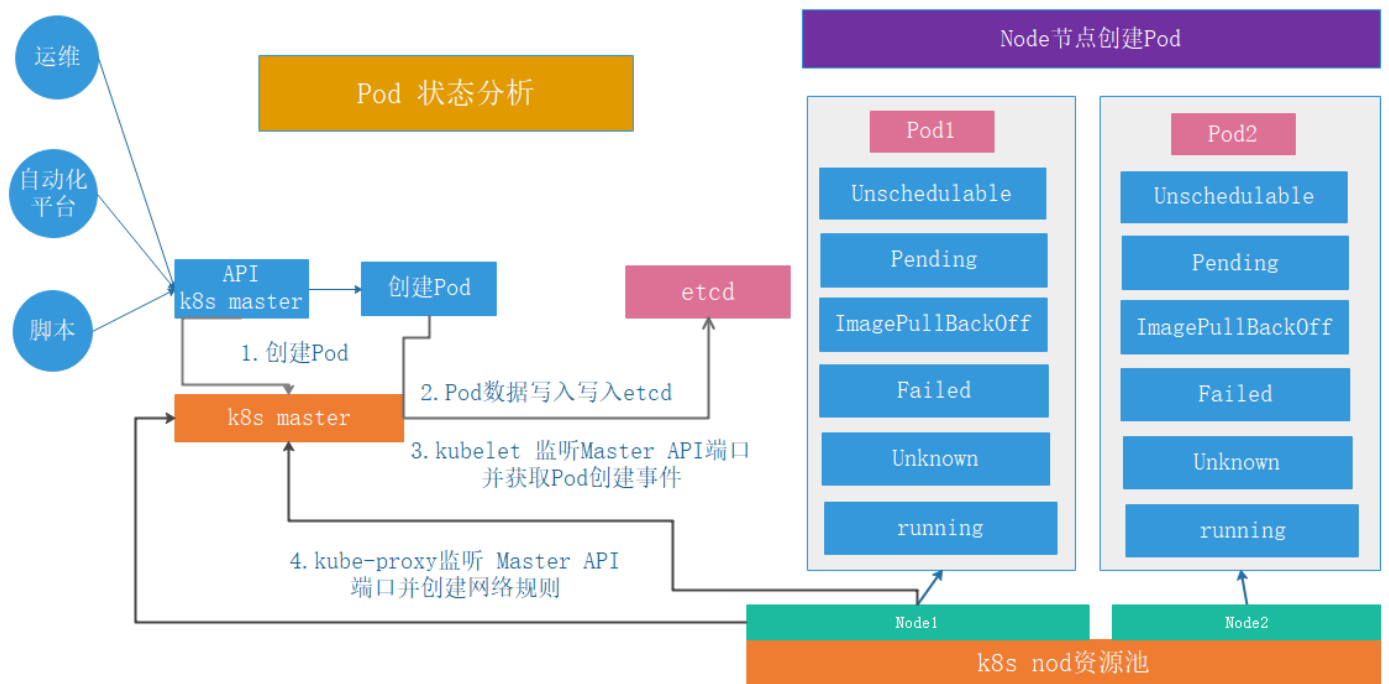 运维
自动化
平台
脚本
Pod 状态分析
API
k8s master
创建Pod
1.创建Pod
k8s master
etcd
2.Pod数据写入写入etcd
3.kubelet 监听Master API端口
并获取Pod创建事件
4.kube-proxy监听 Master API
端口并创建网络规则
Node节点创建Pod
Pod1
Unschedulable
Pending
ImagePullBackOff
Failed
Unknown
running
Pod2
Unschedulable
Pending
ImagePullBackOff
Failed
Unknown
running
Node1
Node2
k8s nod资源池